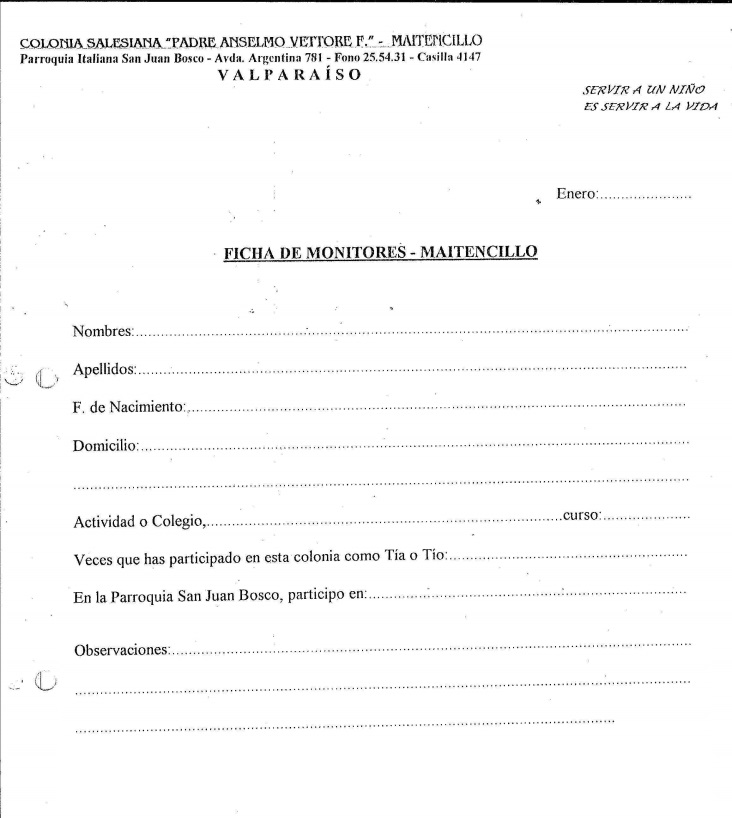 COLONIA SALESIANA "PADRE ANSELMO VETTORE F." - MAITENCILLO
Parroquia Italiana San Juan Bosco - Avda. Argentina 781 - Fono 25.54.31 - Casilla 4147
VALPARAÍSO
SERVIR A UN NIÑO
ES SERVIR A LA VIDA
Enero:......................
FICHA DE MONITORES - MAITENCILLO
Nombres:
Apellidos:
F. de Nacimiento:
Domicilio:
Actividad o Colegio, curso:
Veces que has participado en esta colonia como Tía o Tío:
En la Parroquia San Juan Bosco, participo en:
Observaciones: